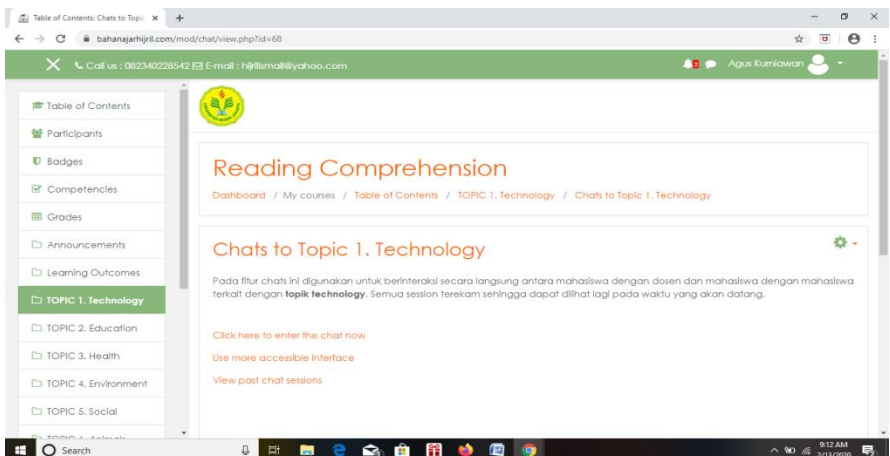 Table of Contents: Chats to Topi
bahanajarhijril.com/mod/chat/view.php?id=68
Call us : 082340228542 E-mail : hijrilismail@yahoo.com
Agus Kurniawan
Table of Contents
Participants
Badges
Competencies
Grades
Announcements
Learning Outcomes
TOPIC 1. Technology
TOPIC 2. Education
TOPIC 3. Health
TOPIC 4. Environment
TOPIC 5. Social
Reading Comprehension
Dashboard / My courses / Table of Contents / TOPIC 1. Technology / Chats to Topic 1. Technology
Chats to Topic 1. Technology
Pada fitur chats ini digunakan untuk berinteraksi secara langsung antara mahasiswa dengan dosen dan mahasiswa dengan mahasiswa
terkait dengan topik technology. Semua session terekam sehingga dapat dilihat lagi pada waktu yang akan datang.
Click here to enter the chat now
Use more accessible interface
View past chat sessions
Search
9:12 AM
2/13/2020